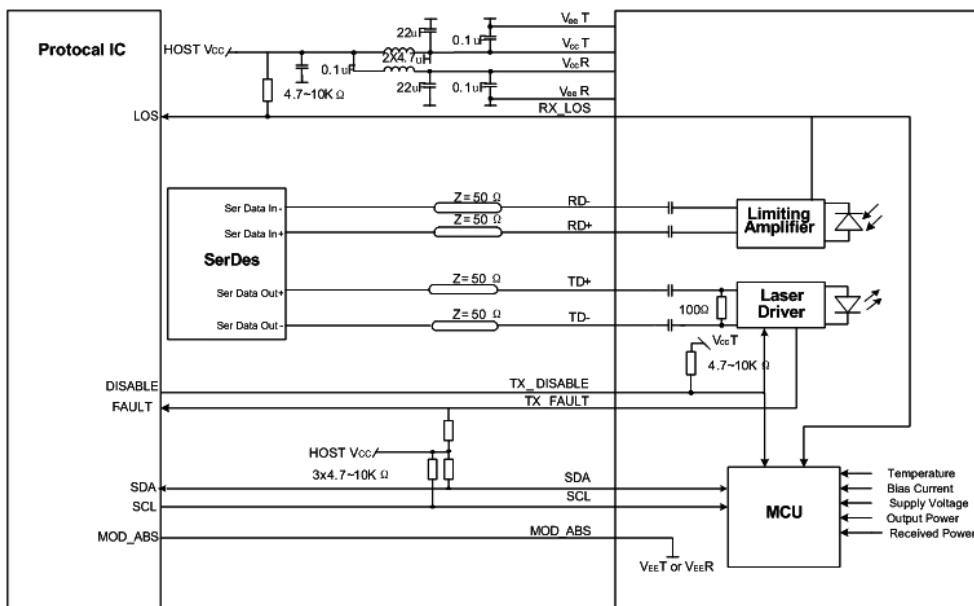 Protocal IC
HOST Vcc
22uF
0.1uF
VeeT
VccT
2X4.7uH
0.1uF
VccR
4.7~10K Ω
22uF
0.1uF
VeeR
LOS
RX_LOS
Ser Data In-
Z=50 Ω
RD-
Ser Data In+
Z=50 Ω
RD+
Limiting
Amplifier
SerDes
Ser Data Out+
Z=50 Ω
TD+
Ser Data Out-
Z=50 Ω
TD-
100Ω
Laser
Driver
VccT
4.7~10K Ω
DISABLE
TX_DISABLE
FAULT
TX_FAULT
HOST Vcc
3x4.7~10K Ω
SDA
SDA
SCL
SCL
MOD_ABS
MOD_ABS
VEET or VEER
MCU
Temperature
Bias Current
Supply Voltage
Output Power
Received Power